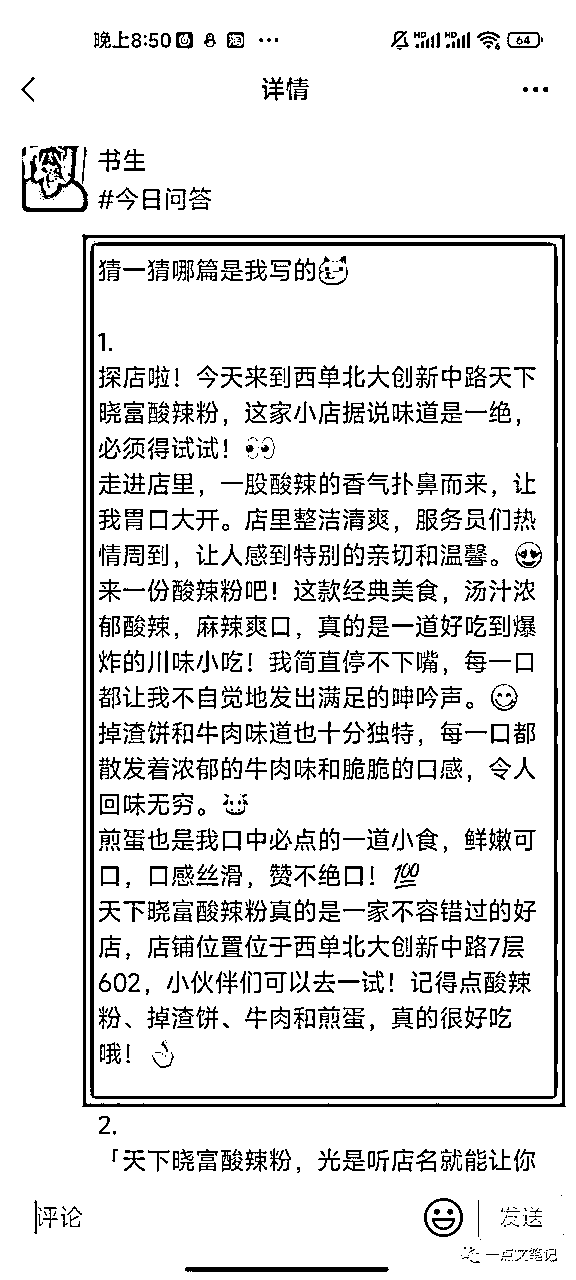 晚上8:50
64
详情
书生
#今日问答
猜一猜哪篇是我写的
1.
探店啦！今天来到西单北大创新中路天下
晓富酸辣粉，这家小店据说味道是一绝，
必须得试试！👀
走进店里，一股酸辣的香气扑鼻而来，让
我胃口大开。店里整洁清爽，服务员们热
情周到，让人感到特别的亲切和温馨。😍
来一份酸辣粉吧！这款经典美食，汤汁浓
郁酸辣，麻辣爽口，真的是一道好吃到爆
炸的川味小吃！我简直停不下嘴，每一口
都让我不自觉地发出满足的呻吟声。😋
掉渣饼和牛肉味道也十分独特，每一口都
散发着浓郁的牛肉味和脆脆的口感，令人
回味无穷。
煎蛋也是我口中必点的一道小食，鲜嫩可
口，口感丝滑，赞不绝口！💯
天下晓富酸辣粉真的是一家不容错过的好
店，店铺位置位于西单北大创新中路7层
602，小伙伴们可以去一试！记得点酸辣
粉、掉渣饼、牛肉和煎蛋，真的很好吃
哦！
2.
「天下晓富酸辣粉，光是听店名就能让你
评论
发送
一点文笔记